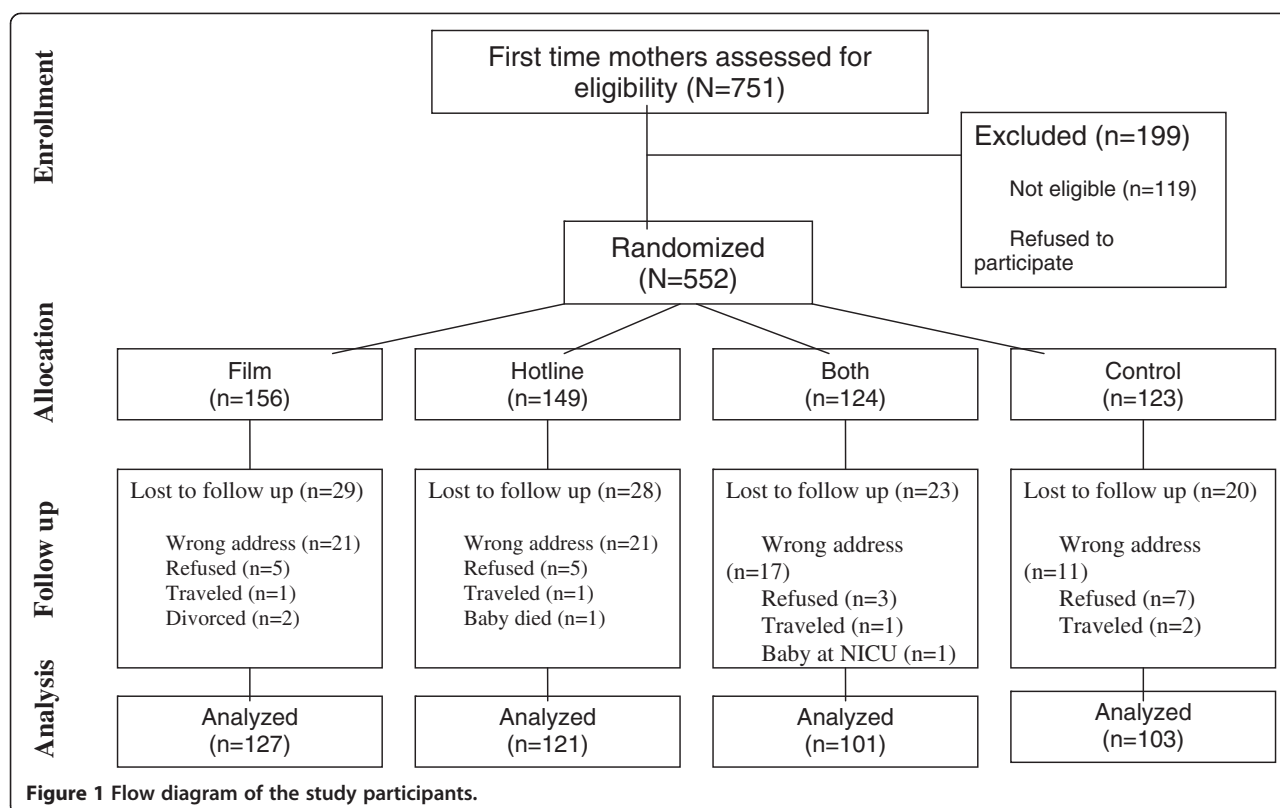 Enrollment
First time mothers assessed for
eligibility (N=751)
Excluded (n=199)
Not eligible (n=119)
Refused to
participate
Randomized
(N=552)
Allocation
Film
(n=156)
Hotline
(n=149)
Both
(n=124)
Control
(n=123)
Follow up
Lost to follow up (n=29)
Wrong address (n=21)
Refused (n=5)
Traveled (n=1)
Divorced (n=2)
Lost to follow up (n=28)
Wrong address (n=21)
Refused (n=5)
Traveled (n=1)
Baby died (n=1)
Lost to follow up (n=23)
Wrong address
(n=17)
Refused (n=3)
Traveled (n=1)
Baby at NICU (n=1)
Lost to follow up (n=20)
Wrong address
(n=11)
Refused (n=7)
Traveled (n=2)
Analysis
Analyzed
(n=127)
Analyzed
(n=121)
Analyzed
(n=101)
Analyzed
(n=103)
Figure 1 Flow diagram of the study participants.